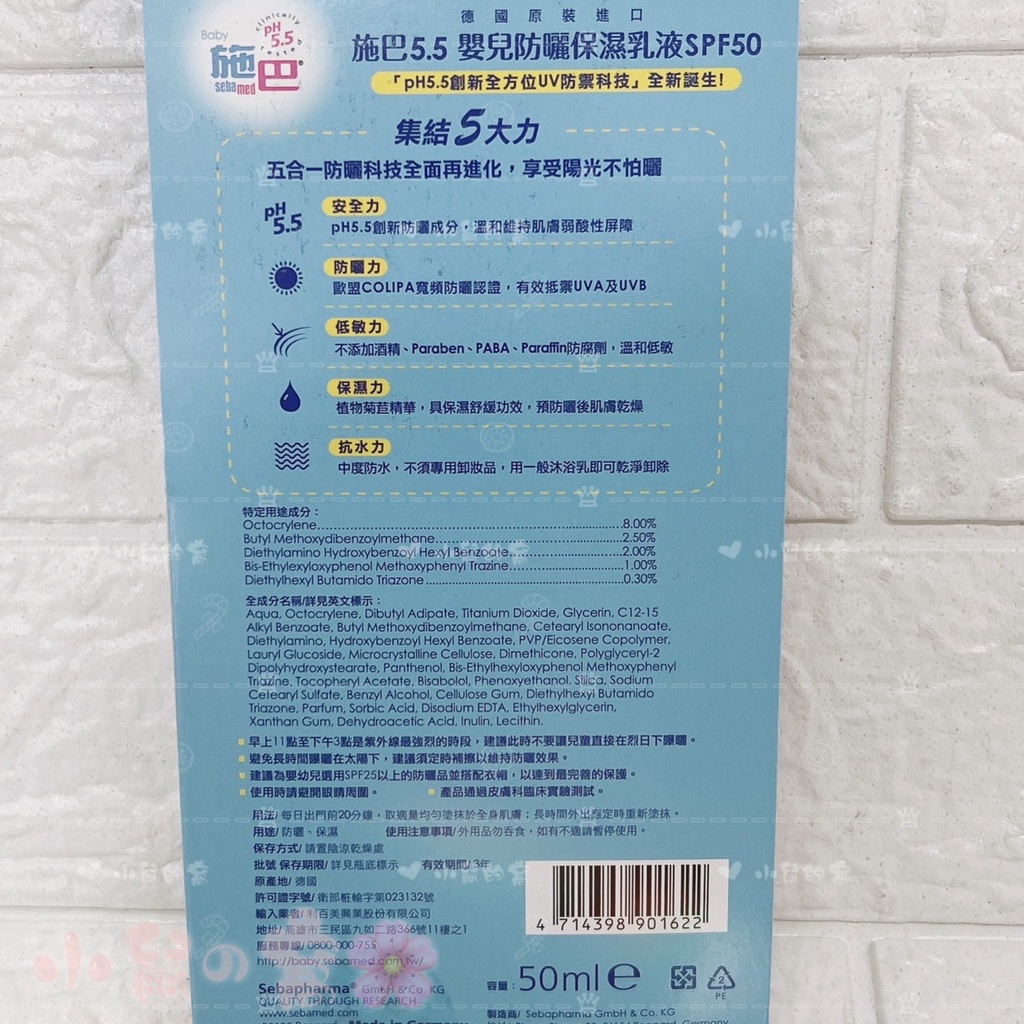 Baby
clinically tested
pH 5.5
施巴
sebamed
德國原裝進口
施巴5.5 嬰兒防曬保濕乳液SPF50
「pH5.5創新全方位UV防禦科技」全新誕生!
集結5大力
五合一防曬科技全面再進化,享受陽光不怕曬
pH 5.5
安全力
pH5.5創新防曬成分,溫和維持肌膚弱酸性屏障
防曬力
歐盟COLIPA寬頻防曬認證,有效抵禦UVA及UVB
低敏力
不添加酒精、Paraben、PABA、Paraffin防腐劑,溫和低敏
保濕力
植物菊苣精華,具保濕舒緩功效,預防曬後肌膚乾燥
抗水力
中度防水,不須專用卸妝品,用一般沐浴乳即可乾淨卸除
特定用途成分:
Octocrylene.....8.00%
Butyl Methoxydibenzoylmethane.....2.50%
Diethylamino Hydroxybenzoyl Hexyl Benzoate.....2.00%
Bis-Ethylexyloxyphenol Methoxyphenyl Trazine.....1.00%
Diethylhexyl Butamido Triazone.....0.30%
全成分名稱/詳見英文標示:
Aqua, Octocrylene, Dibutyl Adipate, Titanium Dioxide, Glycerin, C12-15
Alkyl Benzoate, Butyl Methoxydibenzoylmethane, Cetearyl Isononanoate,
Diethylamino, Hydroxybenzoyl Hexyl Benzoate, PVP/Eicosene Copolymer,
Lauryl Glucoside, Microcrystalline Cellulose, Dimethicone, Polyglyceryl-2
Dipolyhydroxystearate, Panthenol, Bis-Ethylhexyloxyphenol Methoxyphenyl
Triazine, Tocopheryl Acetate, Bisabolol, Phenoxyethanol, Silica, Sodium
Cetearyl Sulfate, Benzyl Alcohol, Cellulose Gum, Diethylhexyl Butamido
Triazone, Parfum, Sorbic Acid, Disodium EDTA, Ethylhexylglycerin,
Xanthan Gum, Dehydroacetic Acid, Inulin, Lecithin.
早上11點至下午3點是紫外線最強烈的時段,建議此時不要讓兒童直接在烈日下曝曬。
避免長時間曝曬在太陽下,建議須定時補擦以維持防曬效果。
建議為嬰幼兒選用SPF25以上的防曬品並搭配衣帽,以達到最完善的保護。
使用時請避開眼睛周圍。 產品通過皮膚科臨床實驗測試。
用法/ 每日出門前20分鐘,取適量均勻塗抹於全身肌膚;長時間外出應定時重新塗抹。
用途/ 防曬、保濕 使用注意事項/ 外用品勿吞食,如有不適請暫停使用。
保存方式/ 請置陰涼乾燥處
批號 保存期限/ 詳見瓶底標示 有效期間/ 3年
原產地/ 德國
許可證字號/ 衛部粧輸字第023132號
輸入業者/ 利百美興業股份有限公司
地址/ 高雄市三民區九如二路366號11樓之1
服務專線/ 0800-000-755
http://baby.sebamed.com.tw/
Sebapharma GmbH & Co. KG
QUALITY THROUGH RESEARCH
www.sebamed.com
Made in Germany
4 714398 901622
容量: 50ml e
2
PE
製造商/ Sebapharma GmbH & Co. KG
小鼠の